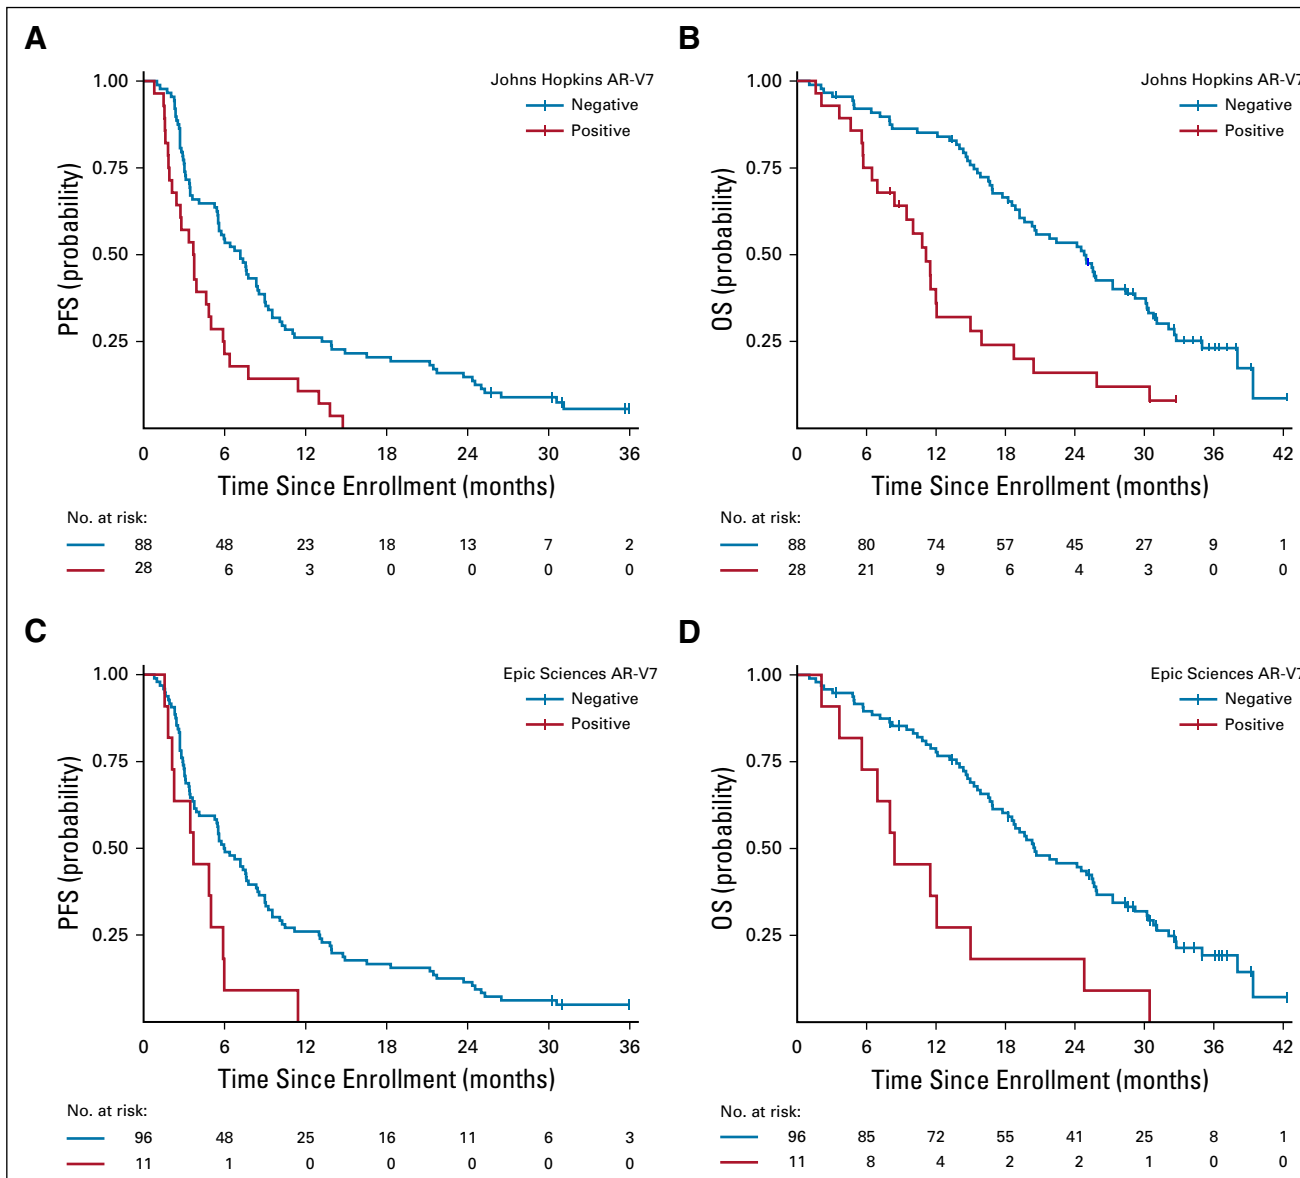 A
Johns Hopkins AR-V7
Negative
Positive
PFS (probability)
1.00
0.75
0.50
0.25
0 6 12 18 24 30 36
Time Since Enrollment (months)
No. at risk:
88 48 23 18 13 7 2
28 6 3 0 0 0 0
B
Johns Hopkins AR-V7
Negative
Positive
OS (probability)
1.00
0.75
0.50
0.25
0 6 12 18 24 30 36 42
Time Since Enrollment (months)
No. at risk:
88 80 74 57 45 27 9 1
28 21 9 6 4 3 0 0
C
Epic Sciences AR-V7
Negative
Positive
PFS (probability)
1.00
0.75
0.50
0.25
0 6 12 18 24 30 36
Time Since Enrollment (months)
No. at risk:
96 48 25 16 11 6 3
11 1 0 0 0 0 0
D
Epic Sciences AR-V7
Negative
Positive
OS (probability)
1.00
0.75
0.50
0.25
0 6 12 18 24 30 36 42
Time Since Enrollment (months)
No. at risk:
96 85 72 55 41 25 8 1
11 8 4 2 2 1 0 0